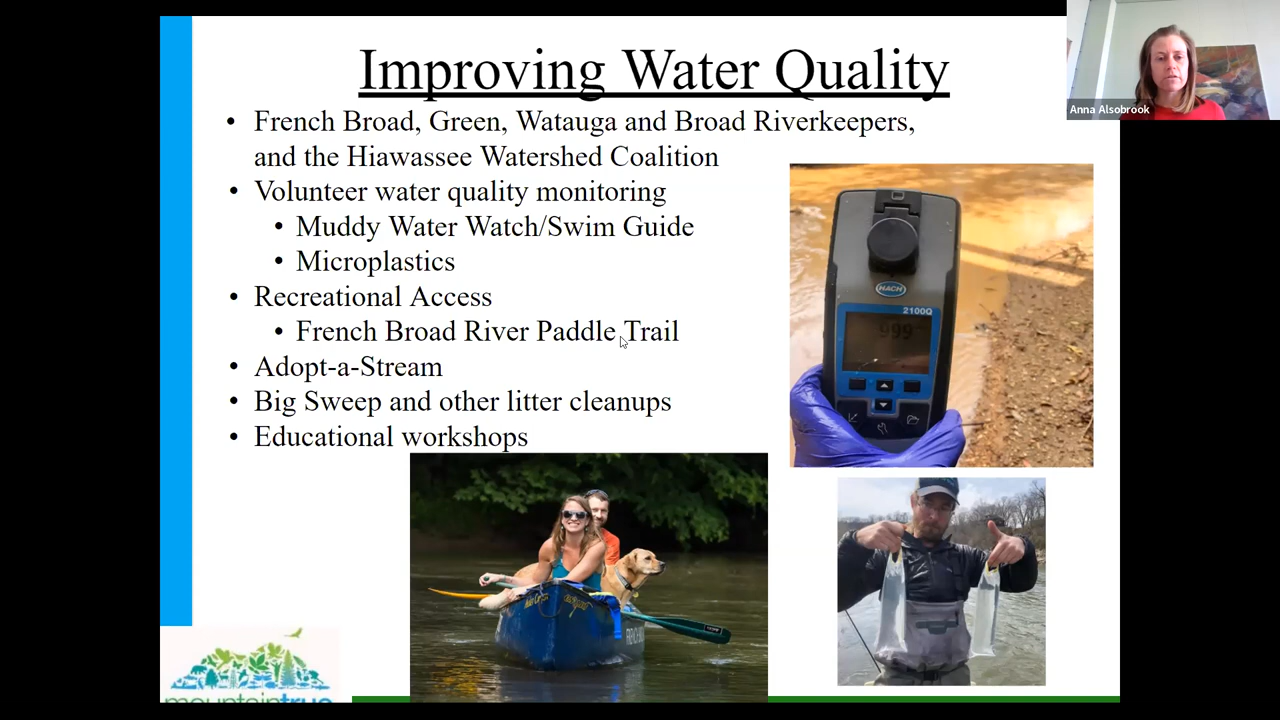 Improving Water Quality
Anna Alsobrook
• French Broad, Green, Watauga and Broad Riverkeepers,
and the Hiawassee Watershed Coalition
• Volunteer water quality monitoring
• Muddy Water Watch/Swim Guide
• Microplastics
• Recreational Access
• French Broad River Paddle Trail
• Adopt-a-Stream
• Big Sweep and other litter cleanups
• Educational workshops
HACH
2100Q
999
mountaintrue